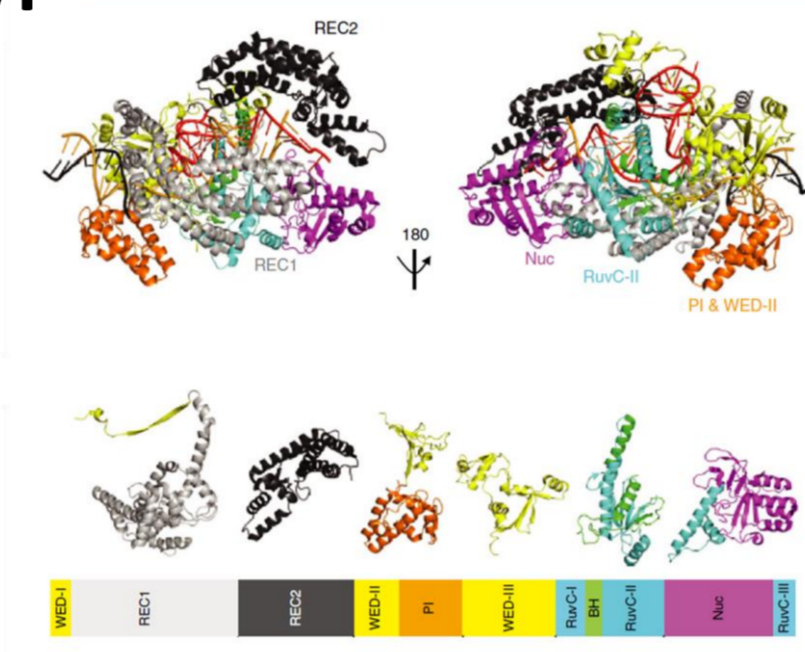 REC2
REC1
180
Nuc
RuvC-II
PI & WED-II
WED-I
REC1
REC2
WED-II
PI
WED-III
RuvC-I
BH
RuvC-II
Nuc
RuvC-III